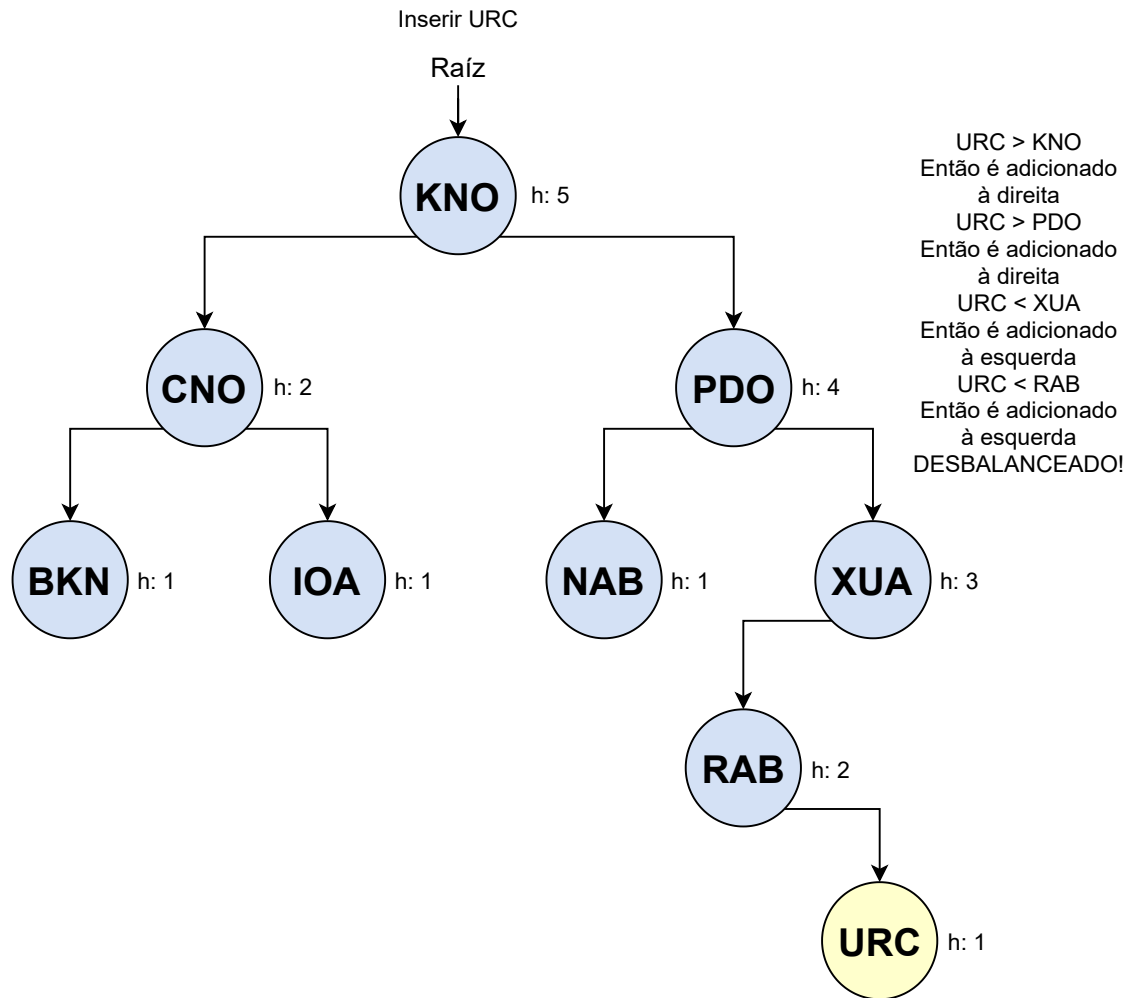 Inserir URC
Raíz
KNO
h: 5
URC > KNO
Então é adicionado
à direita
URC > PDO
Então é adicionado
à direita
URC < XUA
Então é adicionado
à esquerda
URC < RAB
Então é adicionado
à esquerda
DESBALANCEADO!
CNO
h: 2
PDO
h: 4
BKN
h: 1
IOA
h: 1
NAB
h: 1
XUA
h: 3
RAB
h: 2
URC
h: 1